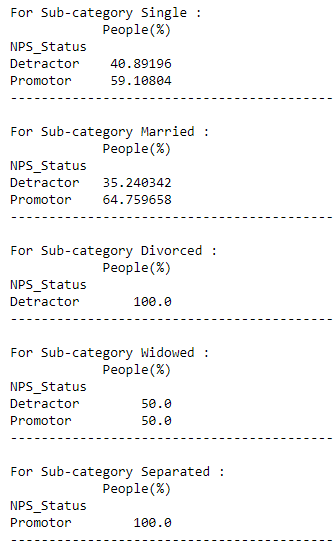 For Sub-category Single :
People(%)
NPS_Status
Detractor 40.89196
Promotor 59.10804
--------------------------------------------
For Sub-category Married :
People(%)
NPS_Status
Detractor 35.240342
Promotor 64.759658
--------------------------------------------
For Sub-category Divorced :
People(%)
NPS_Status
Detractor 100.0
--------------------------------------------
For Sub-category Widowed :
People(%)
NPS_Status
Detractor 50.0
Promotor 50.0
--------------------------------------------
For Sub-category Separated :
People(%)
NPS_Status
Promotor 100.0
--------------------------------------------